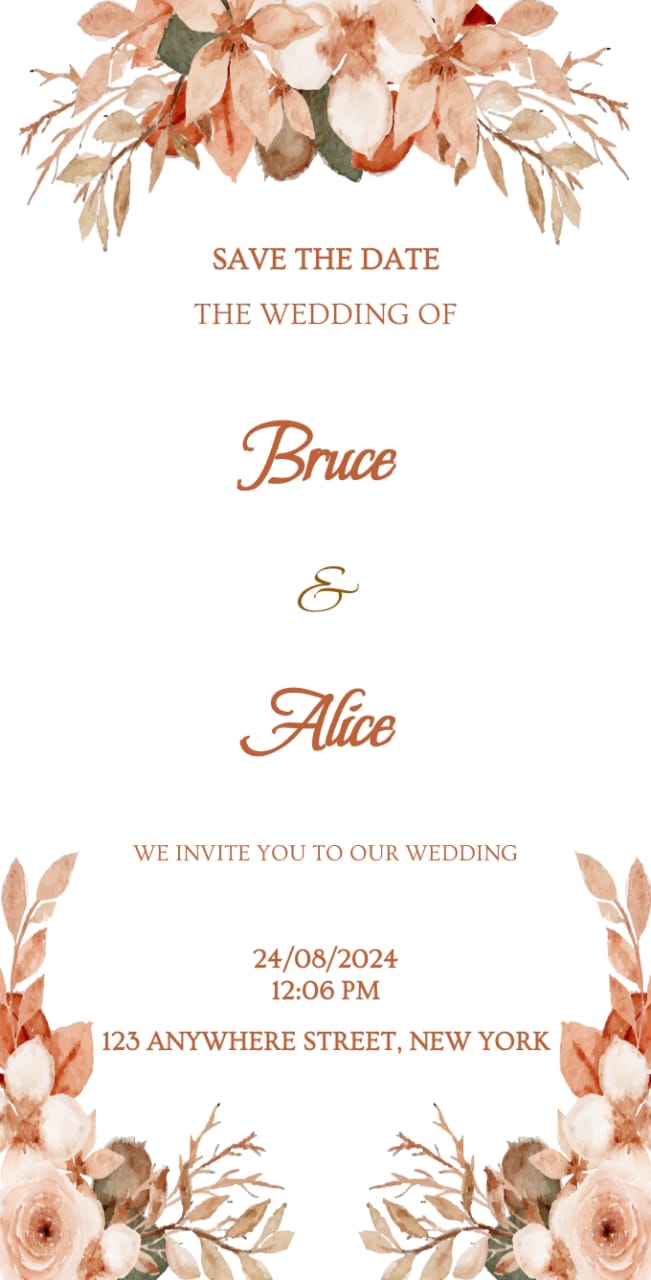 SAVE THE DATE
THE WEDDING OF
Bruce
&
Alice
WE INVITE YOU TO OUR WEDDING
24/08/2024
12:06 PM
123 ANYWHERE STREET, NEW YORK